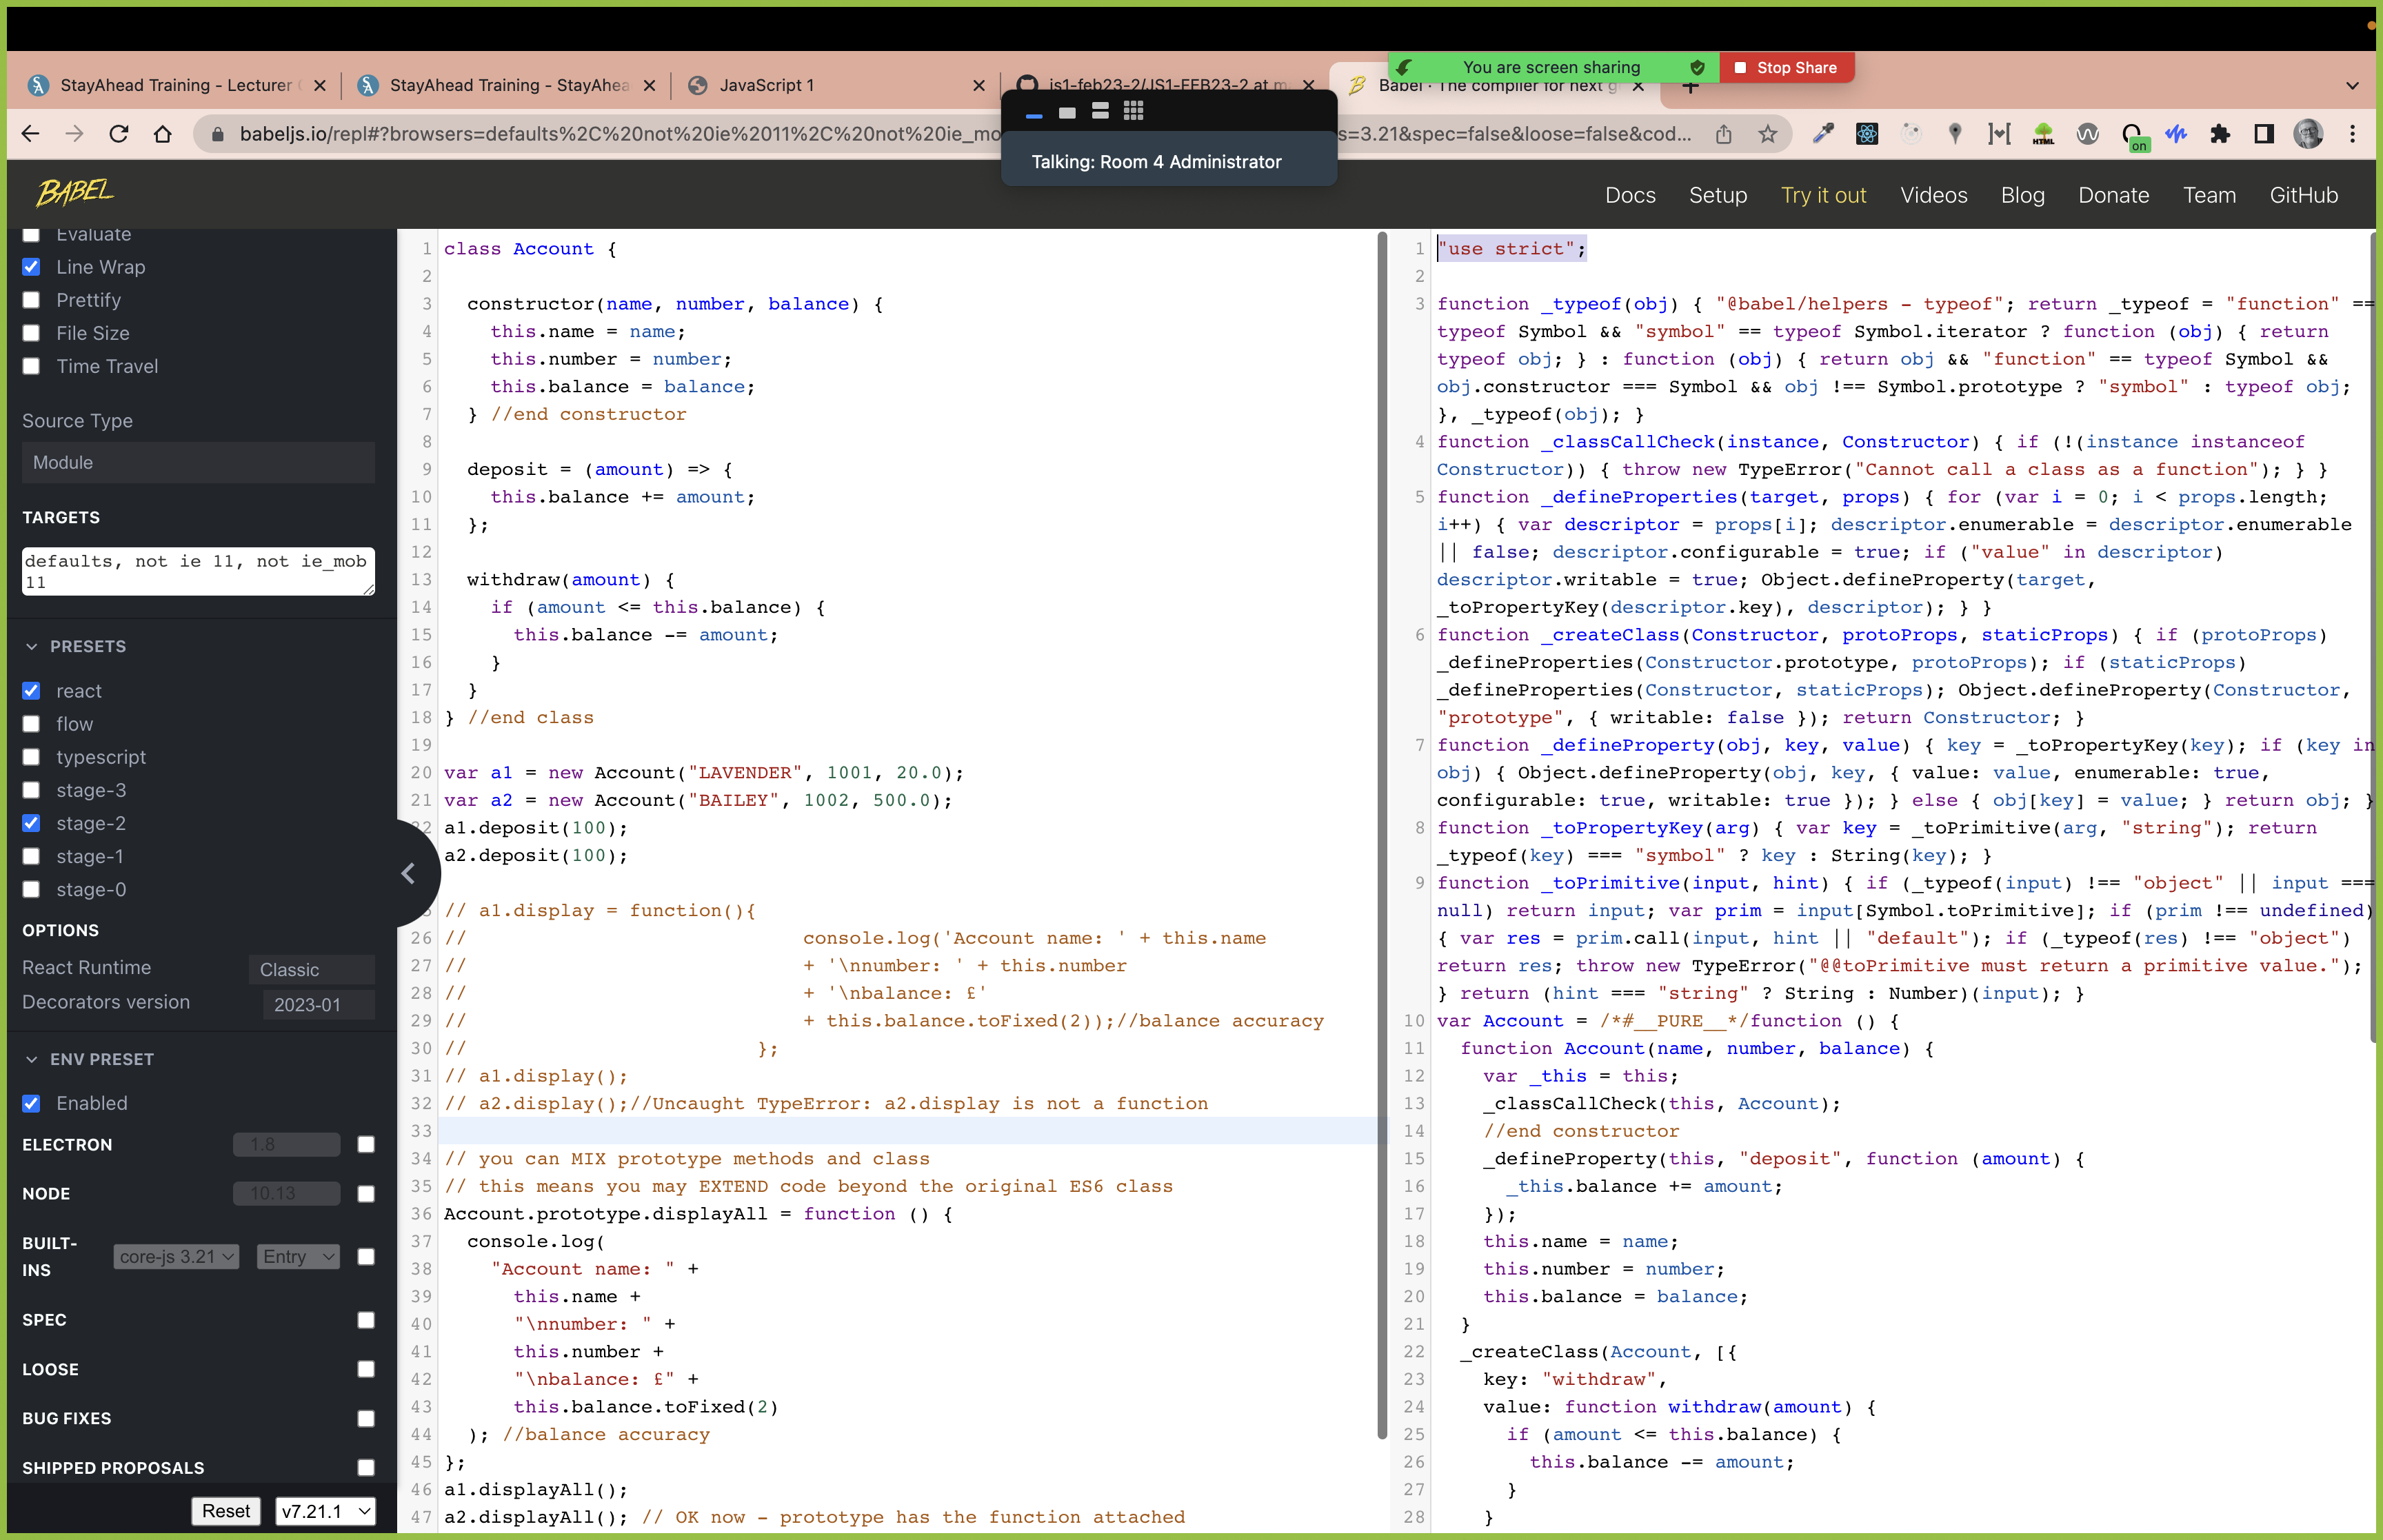 You are screen sharing
Stop Share
StayAhead Training - Lecturer
StayAhead Training - StayAhea
JavaScript 1
js1-feb23-2/JS1-FEB23-2 at m
Babel · The compiler for next g
babeljs.io/repl#?browsers=defaults%2C%20not%20ie%2011%2C%20not%20ie_mo
s=3.21&spec=false&loose=false&cod...
on
Talking: Room 4 Administrator
BABEL
Docs Setup Try it out Videos Blog Donate Team GitHub
Evaluate
Line Wrap
Prettify
File Size
Time Travel
Source Type
Module
TARGETS
defaults, not ie 11, not ie_mob
11
PRESETS
react
flow
typescript
stage-3
stage-2
stage-1
stage-0
OPTIONS
React Runtime Classic
Decorators version 2023-01
ENV PRESET
Enabled
ELECTRON 1.8
NODE 10.13
BUILT-
INS
core-js 3.21 Entry
SPEC
LOOSE
BUG FIXES
SHIPPED PROPOSALS
Reset v7.21.1
1 class Account {
2
3 constructor(name, number, balance) {
4 this.name = name;
5 this.number = number;
6 this.balance = balance;
7 } //end constructor
8
9 deposit = (amount) => {
10 this.balance += amount;
11 };
12
13 withdraw(amount) {
14 if (amount <= this.balance) {
15 this.balance -= amount;
16 }
17 }
18 } //end class
19
20 var a1 = new Account("LAVENDER", 1001, 20.0);
21 var a2 = new Account("BAILEY", 1002, 500.0);
22 a1.deposit(100);
a2.deposit(100);
// a1.display = function(){
26 // console.log('Account name: ' + this.name
27 // + '\nnumber: ' + this.number
28 // + '\nbalance: £'
29 // + this.balance.toFixed(2));//balance accuracy
30 // };
31 // a1.display();
32 // a2.display();//Uncaught TypeError: a2.display is not a function
33
34 // you can MIX prototype methods and class
35 // this means you may EXTEND code beyond the original ES6 class
36 Account.prototype.displayAll = function () {
37 console.log(
38 "Account name: " +
39 this.name +
40 "\nnumber: " +
41 this.number +
42 "\nbalance: £" +
43 this.balance.toFixed(2)
44 ); //balance accuracy
45 };
46 a1.displayAll();
47 a2.displayAll(); // OK now - prototype has the function attached
1 "use strict";
2
3 function _typeof(obj) { "@babel/helpers - typeof"; return _typeof = "function" ==
typeof Symbol && "symbol" == typeof Symbol.iterator ? function (obj) { return
typeof obj; } : function (obj) { return obj && "function" == typeof Symbol &&
obj.constructor === Symbol && obj !== Symbol.prototype ? "symbol" : typeof obj;
}, _typeof(obj); }
4 function _classCallCheck(instance, Constructor) { if (!(instance instanceof
Constructor)) { throw new TypeError("Cannot call a class as a function"); } }
5 function _defineProperties(target, props) { for (var i = 0; i < props.length;
i++) { var descriptor = props[i]; descriptor.enumerable = descriptor.enumerable
|| false; descriptor.configurable = true; if ("value" in descriptor)
descriptor.writable = true; Object.defineProperty(target,
_toPropertyKey(descriptor.key), descriptor); } }
6 function _createClass(Constructor, protoProps, staticProps) { if (protoProps)
_defineProperties(Constructor.prototype, protoProps); if (staticProps)
_defineProperties(Constructor, staticProps); Object.defineProperty(Constructor,
"prototype", { writable: false }); return Constructor; }
7 function _defineProperty(obj, key, value) { key = _toPropertyKey(key); if (key in
obj) { Object.defineProperty(obj, key, { value: value, enumerable: true,
configurable: true, writable: true }); } else { obj[key] = value; } return obj; }
8 function _toPropertyKey(arg) { var key = _toPrimitive(arg, "string"); return
_typeof(key) === "symbol" ? key : String(key); }
9 function _toPrimitive(input, hint) { if (_typeof(input) !== "object" || input ===
null) return input; var prim = input[Symbol.toPrimitive]; if (prim !== undefined)
{ var res = prim.call(input, hint || "default"); if (_typeof(res) !== "object")
return res; throw new TypeError("@@toPrimitive must return a primitive value.");
} return (hint === "string" ? String : Number)(input); }
10 var Account = /*#__PURE__*/function () {
11 function Account(name, number, balance) {
12 var _this = this;
13 _classCallCheck(this, Account);
14 //end constructor
15 _defineProperty(this, "deposit", function (amount) {
16 _this.balance += amount;
17 });
18 this.name = name;
19 this.number = number;
20 this.balance = balance;
21 }
22 _createClass(Account, [{
23 key: "withdraw",
24 value: function withdraw(amount) {
25 if (amount <= this.balance) {
26 this.balance -= amount;
27 }
28 }